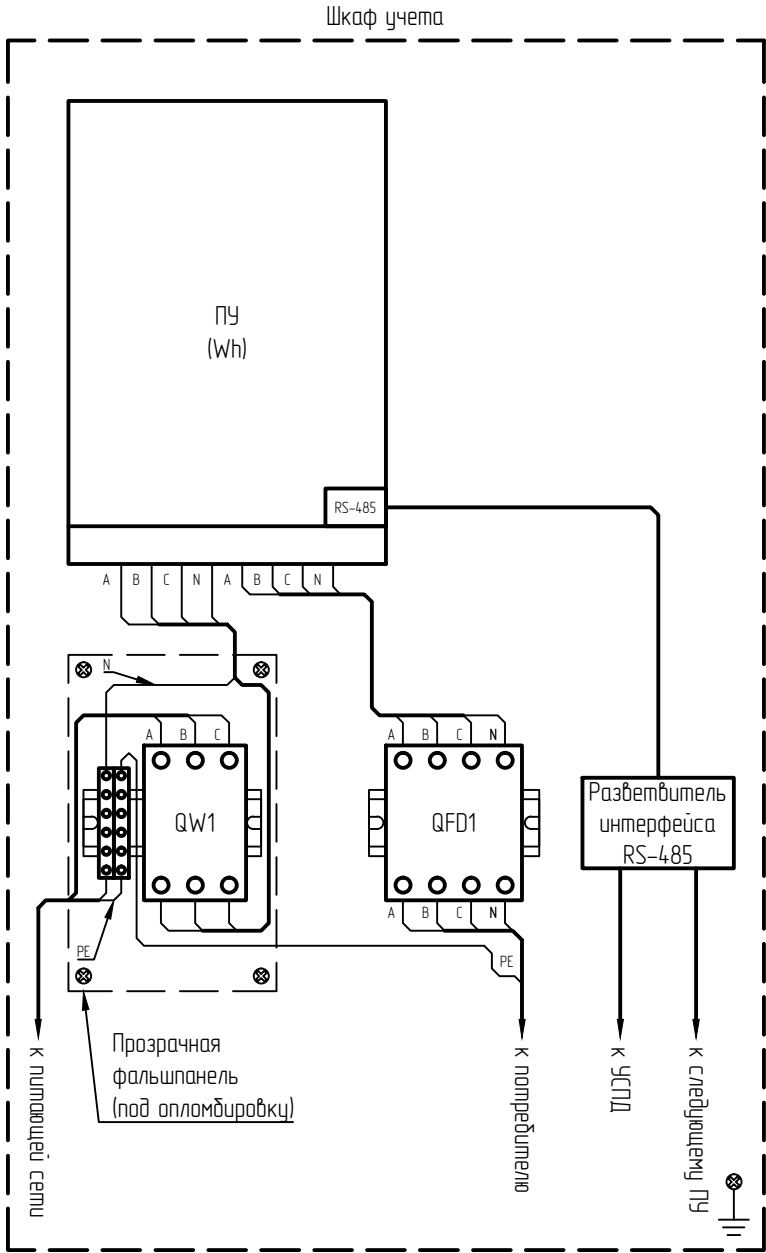 Шкаф учета
ПУ
(Wh)
RS-485
A B C N A B C N
N
A B C
A B C N
QW1
QFD1
Разветвитель
интерфейса
RS-485
A B C N
PE
PE
Прозрачная
фальшпанель
(под опломбировку)
к питающей сети
к потребителю
к УСПД
к следующему ПУ